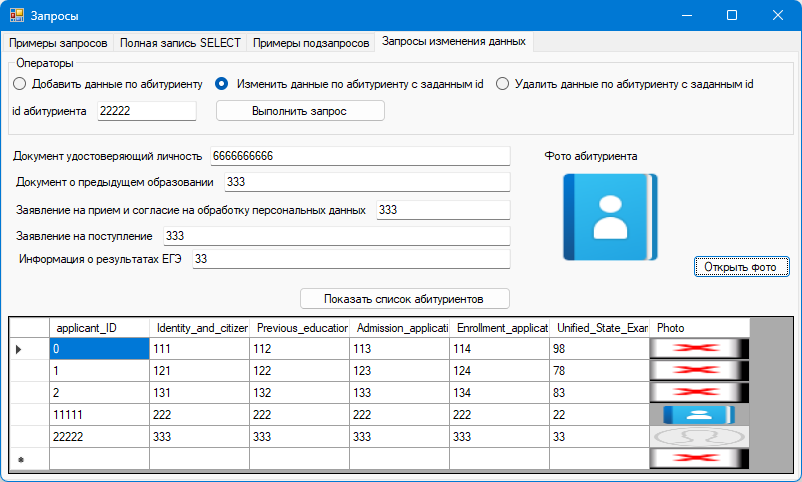 Запросы
Примеры запросов Полная запись SELECT Примеры подзапросов Запросы изменения данных
Операторы
Добавить данные по абитуриенту Изменить данные по абитуриенту с заданным id Удалить данные по абитуриенту с заданным id
id абитуриента 22222 Выполнить запрос
Документ удостоверяющий личность 6666666666 Фото абитуриента
Документ о предыдущем образовании 333
Заявление на прием и согласие на обработку персональных данных 333
Заявление на поступление 333
Информация о результатах ЕГЭ 33
Открыть фото
Показать список абитуриентов
applicant_ID Identity_and_citizer Previous_educatior Admission_applicati Enrollment_applicat Unified_State_Exar Photo
0 111 112 113 114 98
1 121 122 123 124 78
2 131 132 133 134 83
11111 222 222 222 222 22
22222 333 333 333 333 33